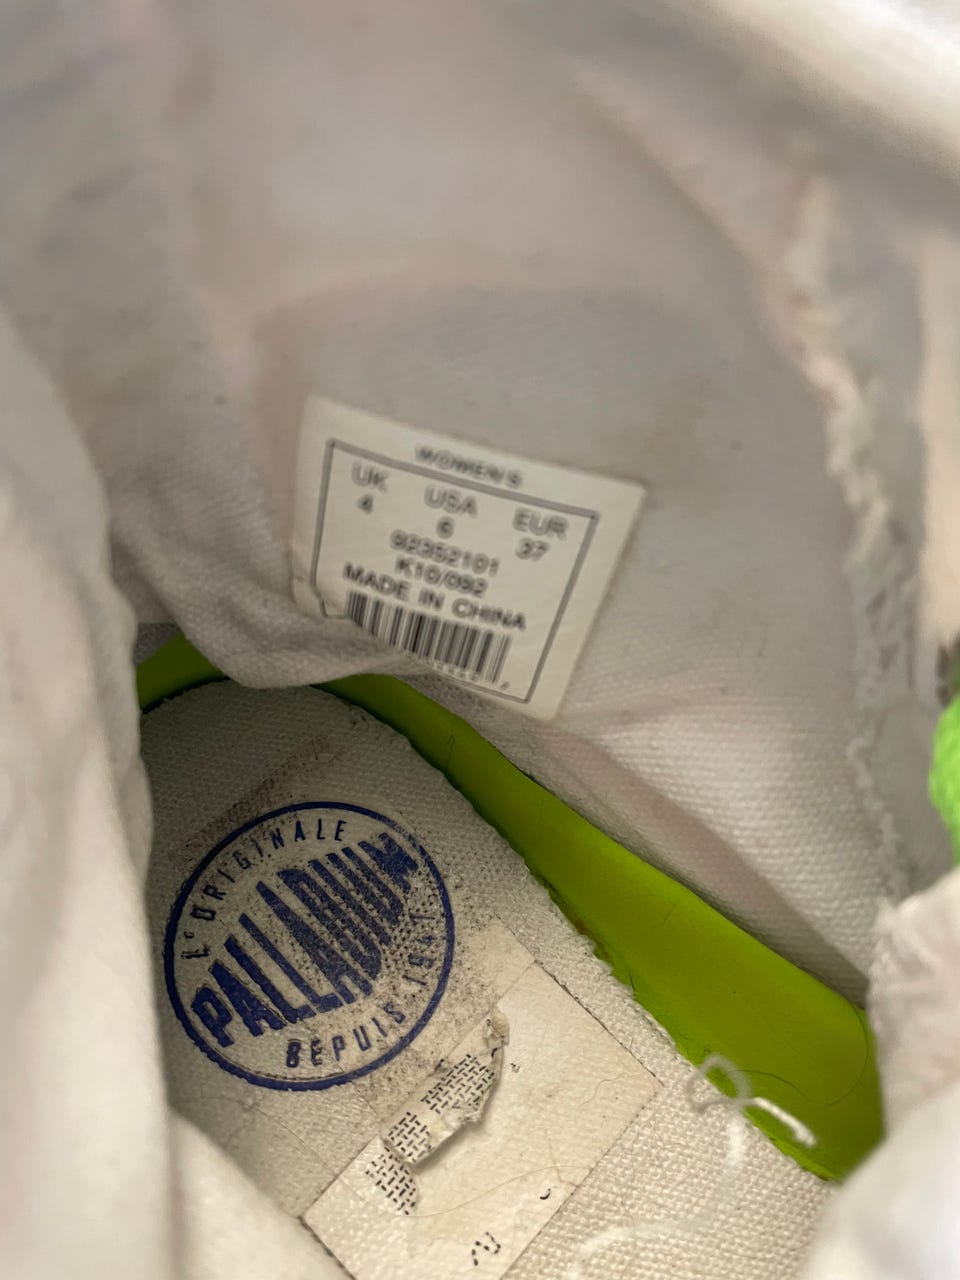 WOMEN'S
UK USA EUR
4 6 37
92352101
K10/092
MADE IN CHINA
L'ORIGINALE
PALLADIUM
DEPUIS 1947